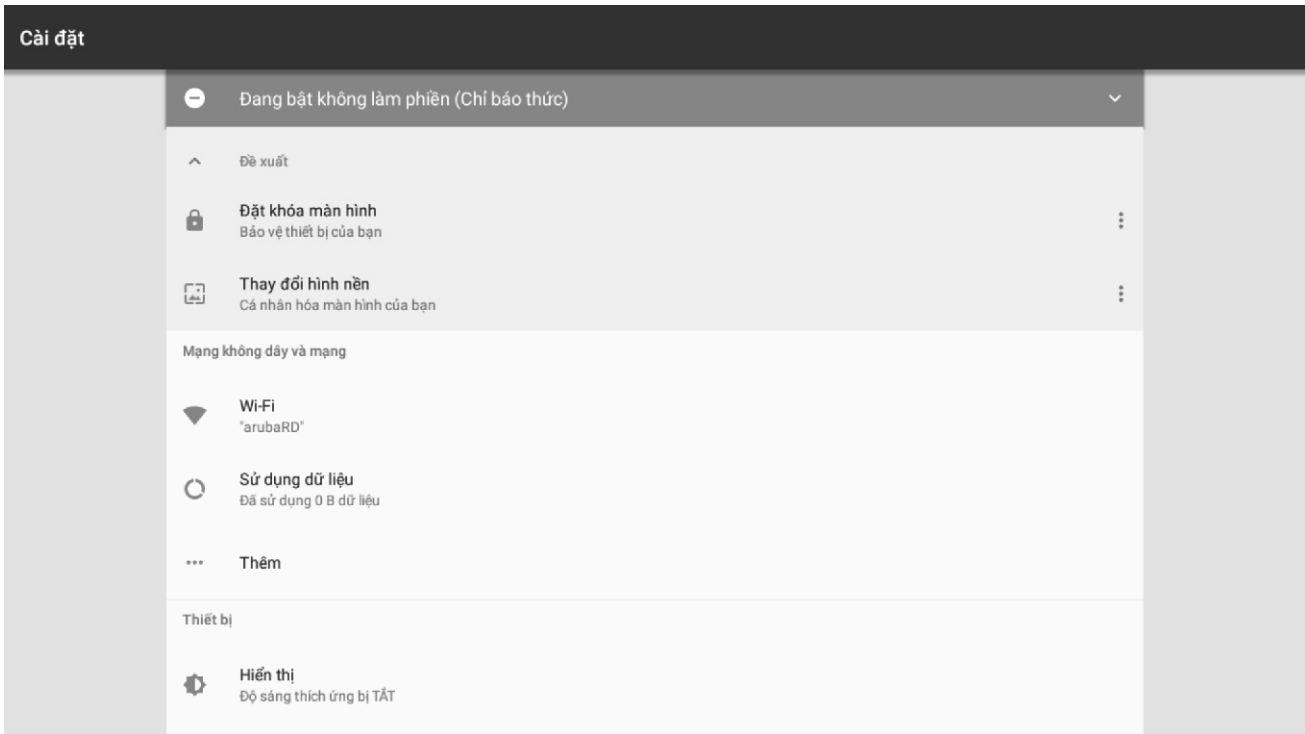 Cài đặt
Đang bật không làm phiền (Chỉ báo thức)
Đề xuất
Đặt khóa màn hình
Bảo vệ thiết bị của bạn
Thay đổi hình nền
Cá nhân hóa màn hình của bạn
Mạng không dây và mạng
Wi-Fi
"arubaRD"
Sử dụng dữ liệu
Đã sử dụng 0 B dữ liệu
Thêm
Thiết bị
Hiển thị
Độ sáng thích ứng bị TẮT